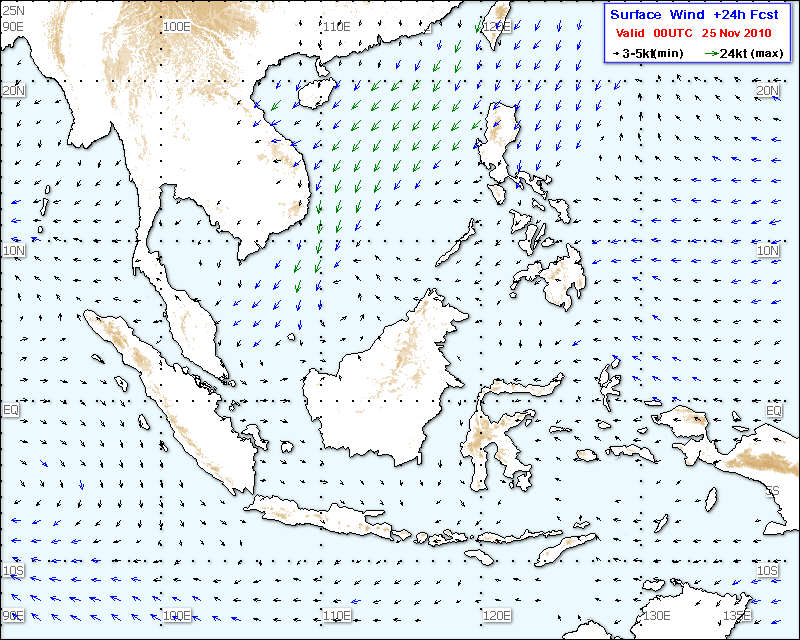 25N
90E 100E 110E 120E
Surface Wind +24h Fcst
Valid 00UTC 25 Nov 2010
3-5kt(min) 24kt (max)
20N 20N
10N 10N
EQ EQ
5S
10S 10S
90E 100E 110E 120E 130E 135E